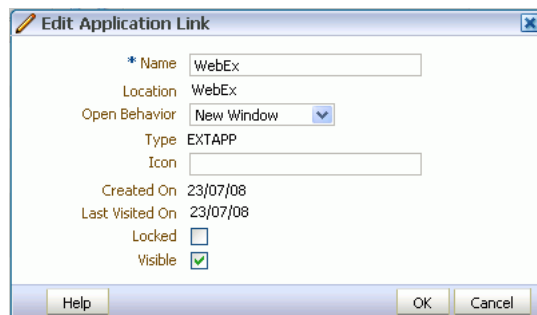 Edit Application Link
* Name WebEx
Location WebEx
Open Behavior New Window
Type EXTAPP
Icon
Created On 23/07/08
Last Visited On 23/07/08
Locked
Visible
Help OK Cancel